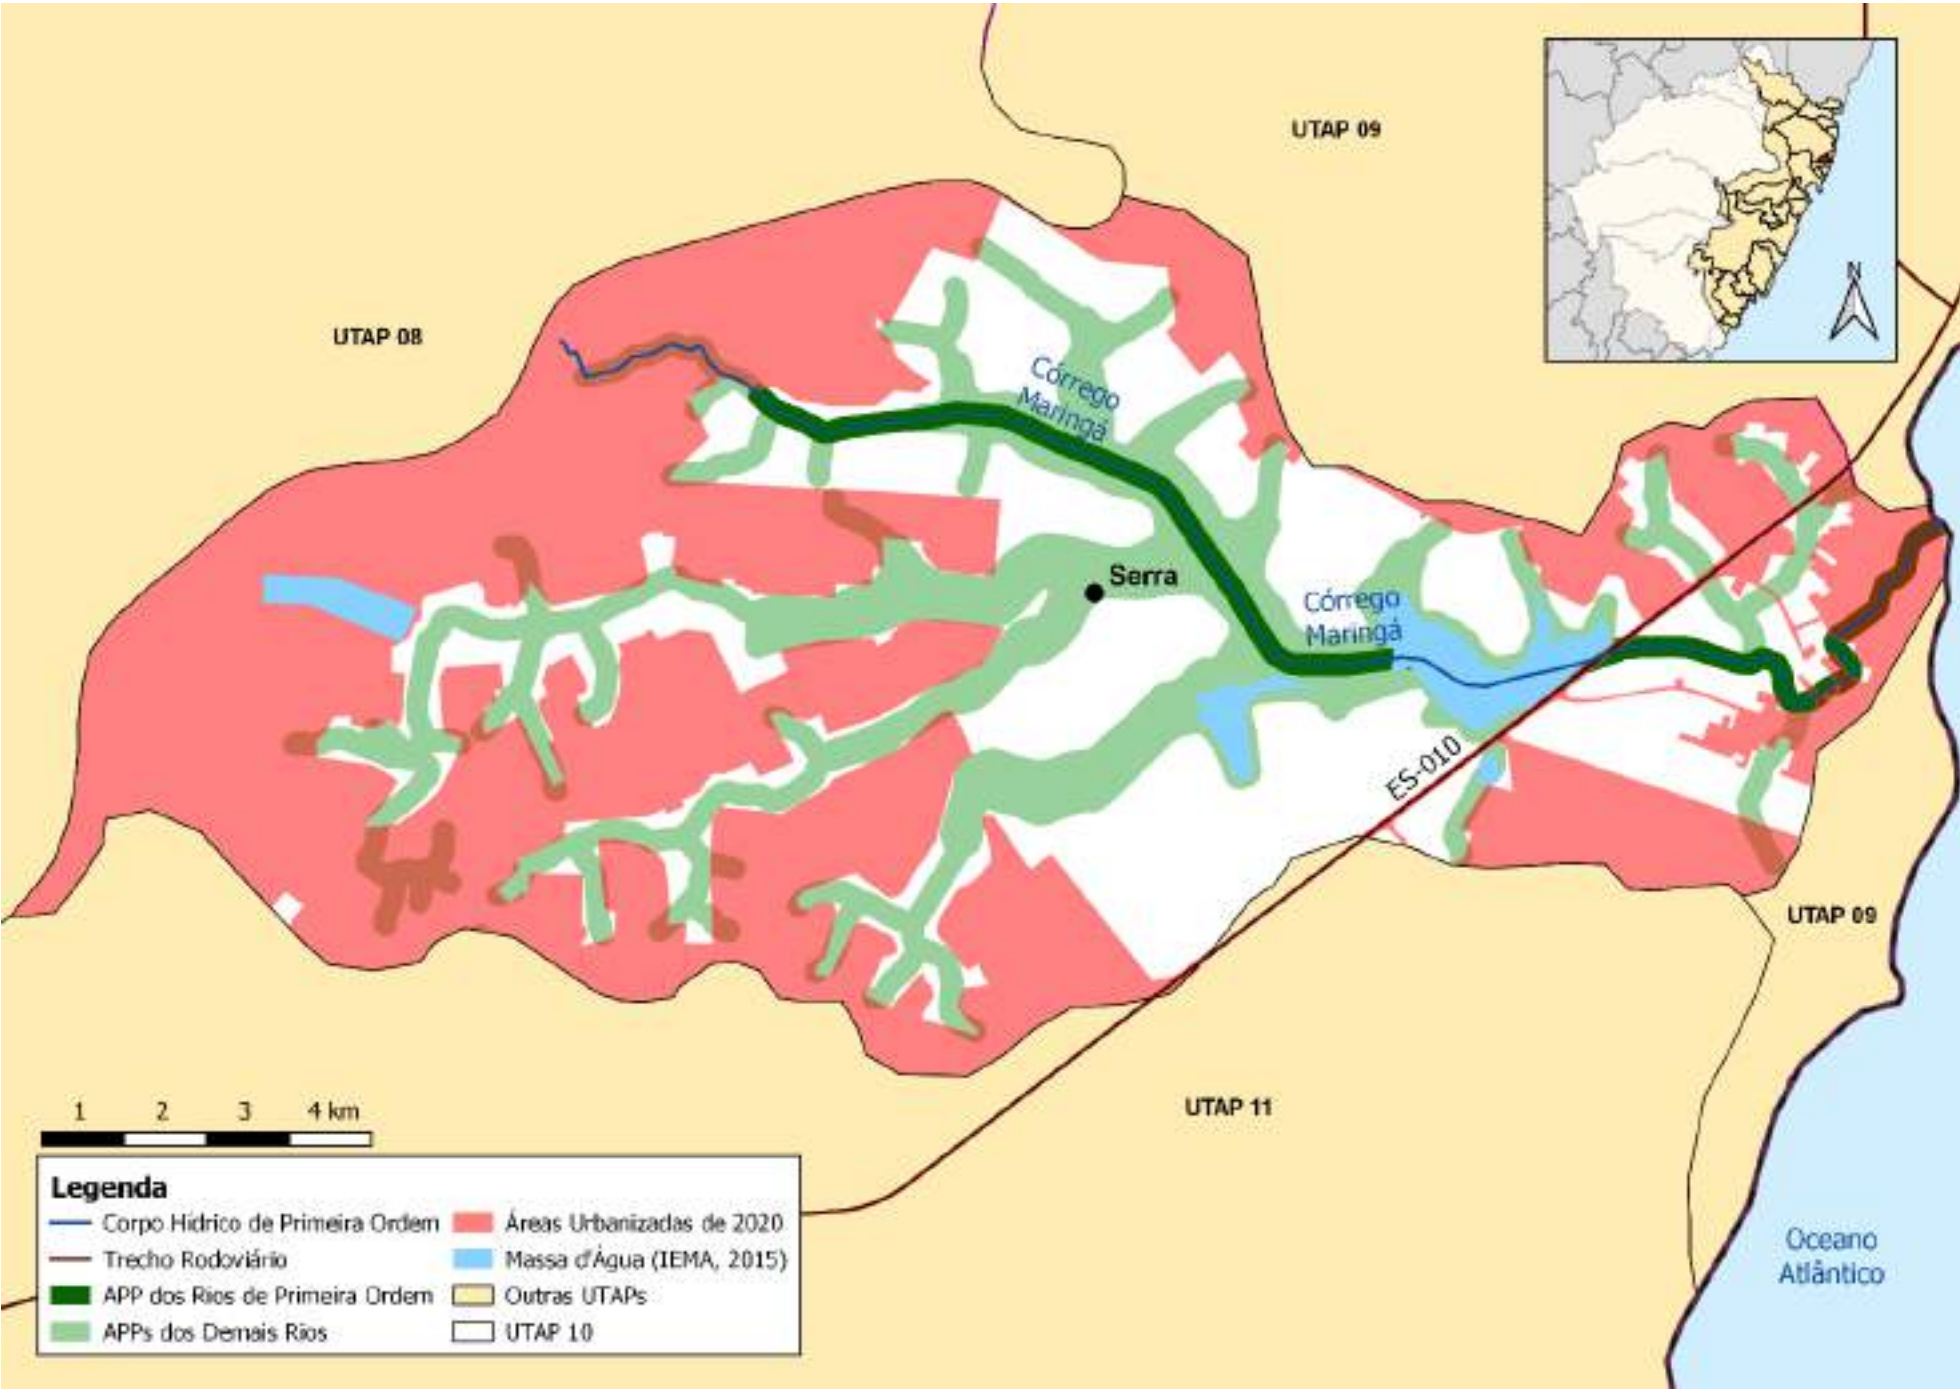 UTAP 09
N
UTAP 08
Córrego
Maringá
Serra
Córrego
Maringá
ES-010
UTAP 09
UTAP 11
1 2 3 4 km
Oceano
Atlântico
Legenda
Corpo Hídrico de Primeira Ordem
Trecho Rodoviário
APP dos Rios de Primeira Ordem
APPs dos Demais Rios
Áreas Urbanizadas de 2020
Massa d'Água (IEMA, 2015)
Outras UTAPs
UTAP 10